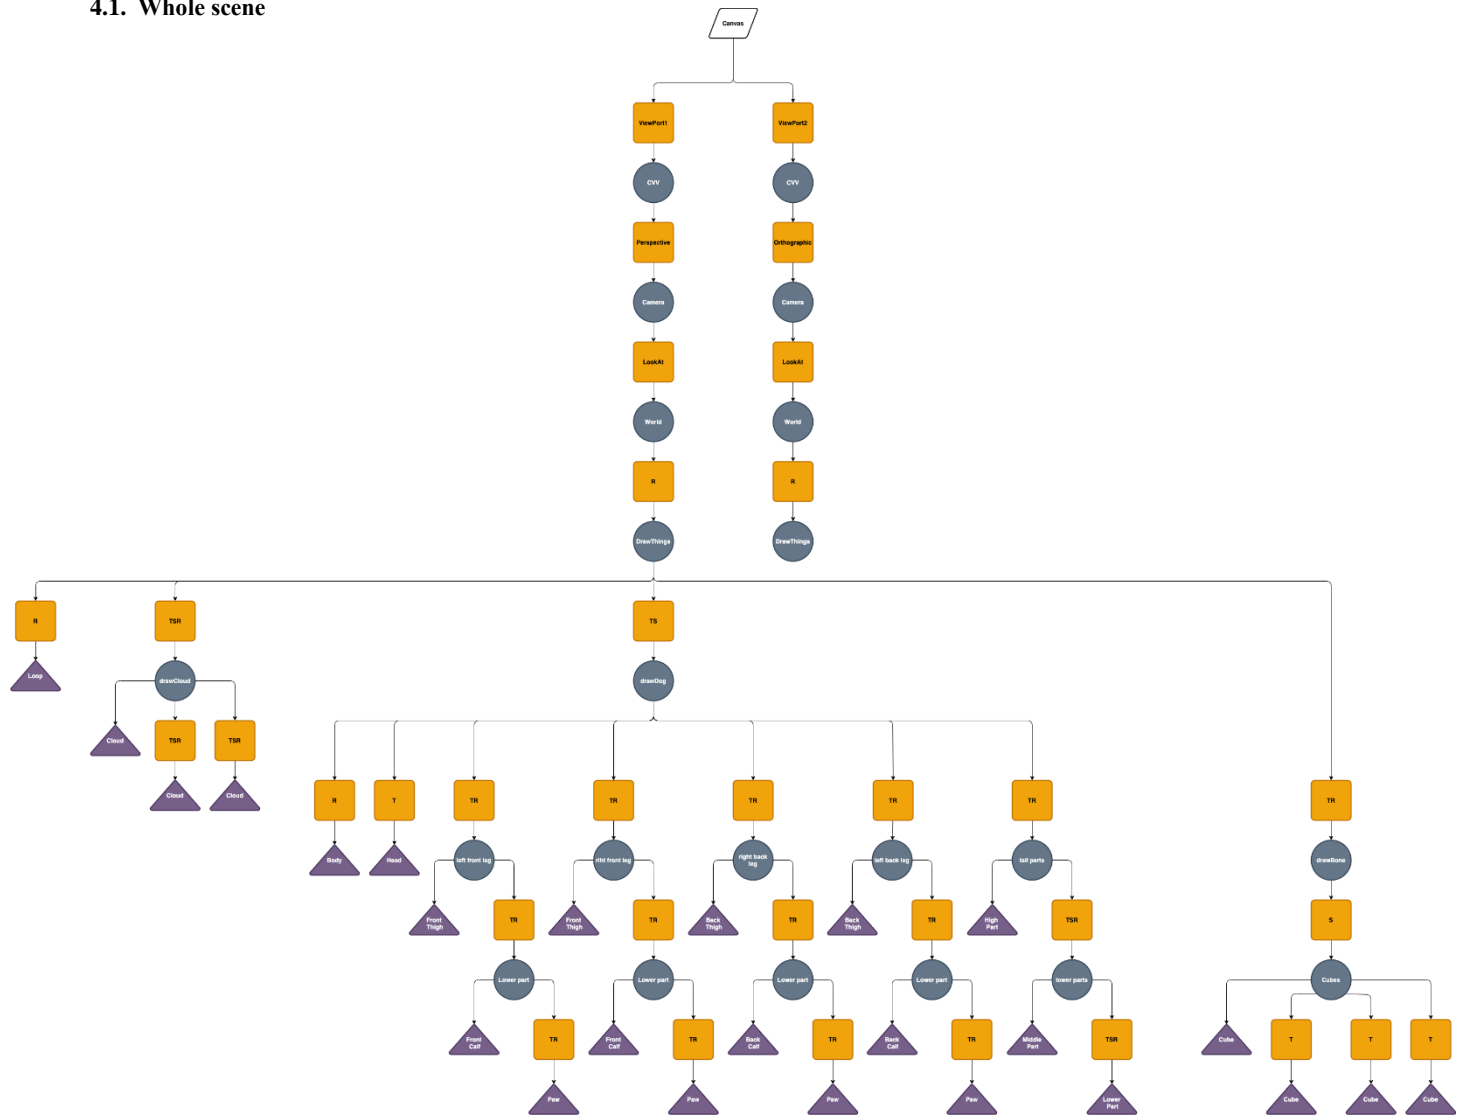 4.1. Whole scene
Canvas
ViewPort1
ViewPort2
CVV
CVV
Perspective
Orthographic
Camera
Camera
LookAt
LookAt
World
World
R
R
DrawThings
DrawThings
R
TSR
TS
Loop
drawCloud
drawDog
Cloud
TSR
TSR
Cloud
Cloud
R
T
TR
TR
TR
TR
TR
TR
Body
Head
left front leg
riht front leg
right back
leg
left back leg
tail parts
drawBone
Front
Thigh
TR
Front
Thigh
TR
Back
Thigh
TR
Back
Thigh
TR
High
Part
TSR
S
Lower part
Lower part
Lower part
Lower part
lower parts
Cubes
Front
Calf
TR
Front
Calf
TR
Back
Calf
TR
Back
Calf
TR
Middle
Part
TSR
Cube
T
T
T
Paw
Paw
Paw
Paw
Lower
Part
Cube
Cube
Cube